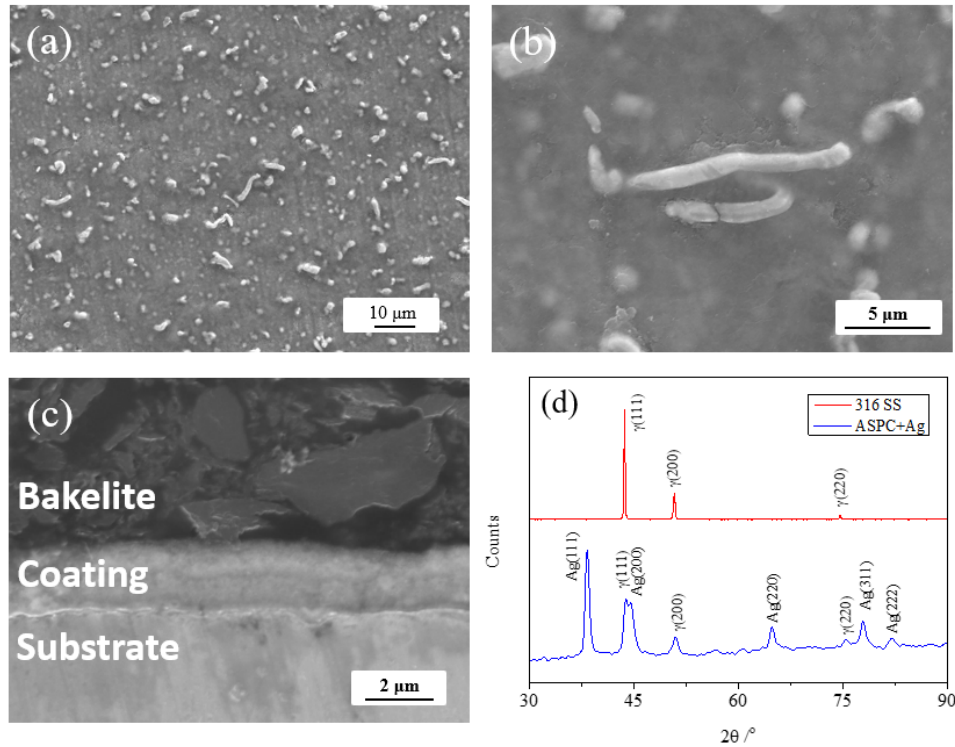 (a)
10 μm
(b)
5 μm
(c)
Bakelite
Coating
Substrate
2 μm
(d)
316 SS
ASPC+Ag
γ(111)
γ(200)
γ(220)
Counts
Ag(111)
γ(111)
Ag(200)
γ(200)
Ag(220)
γ(220)
Ag(311)
Ag(222)
30 45 60 75 90
2θ /°